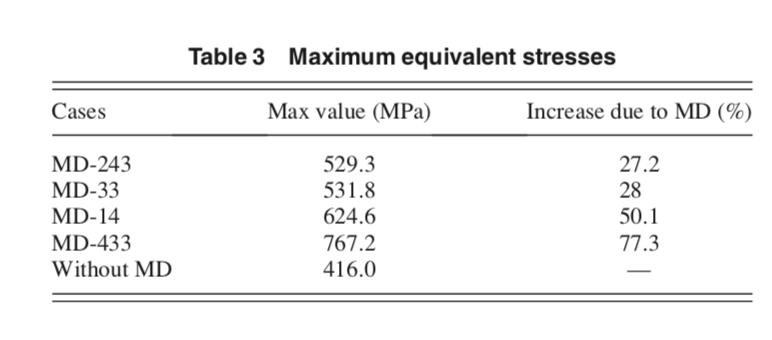 Table 3 Maximum equivalent stresses
Cases Max value (MPa) Increase due to MD (%)
MD-243 529.3 27.2
MD-33 531.8 28
MD-14 624.6 50.1
MD-433 767.2 77.3
Without MD 416.0 —